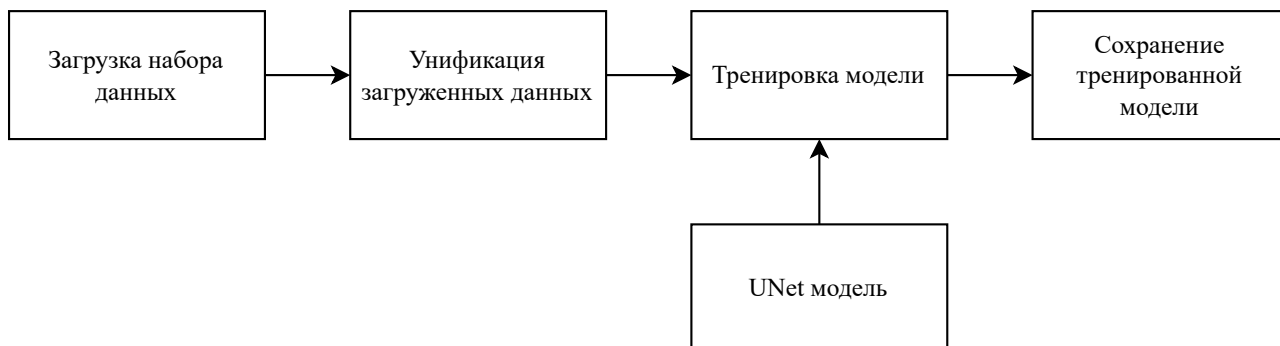 Загрузка набора
данных
Унификация
загруженных данных
Тренировка модели
Сохранение
тренированной
модели
UNet модель